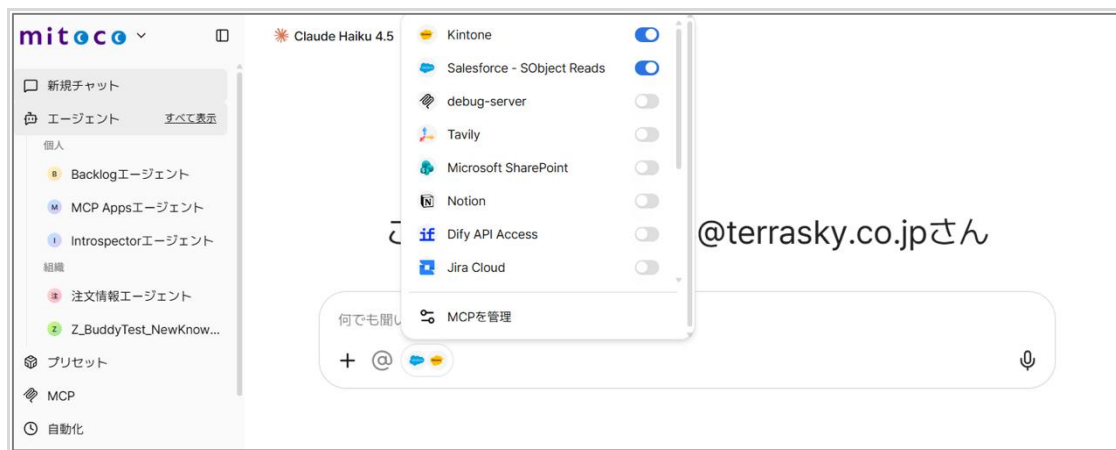 mitoco
新規チャット
エージェント すべて表示
個人
B Backlogエージェント
M MCP Appsエージェント
I Introspectorエージェント
組織
注 注文情報エージェント
Z Z_BuddyTest_NewKnow...
プリセット
MCP
自動化
Claude Haiku 4.5
Kintone
Salesforce - SObject Reads
debug-server
Tavily
Microsoft SharePoint
Notion
Dify API Access
Jira Cloud
MCPを管理
@terrasky.co.jpさん
何でも聞い